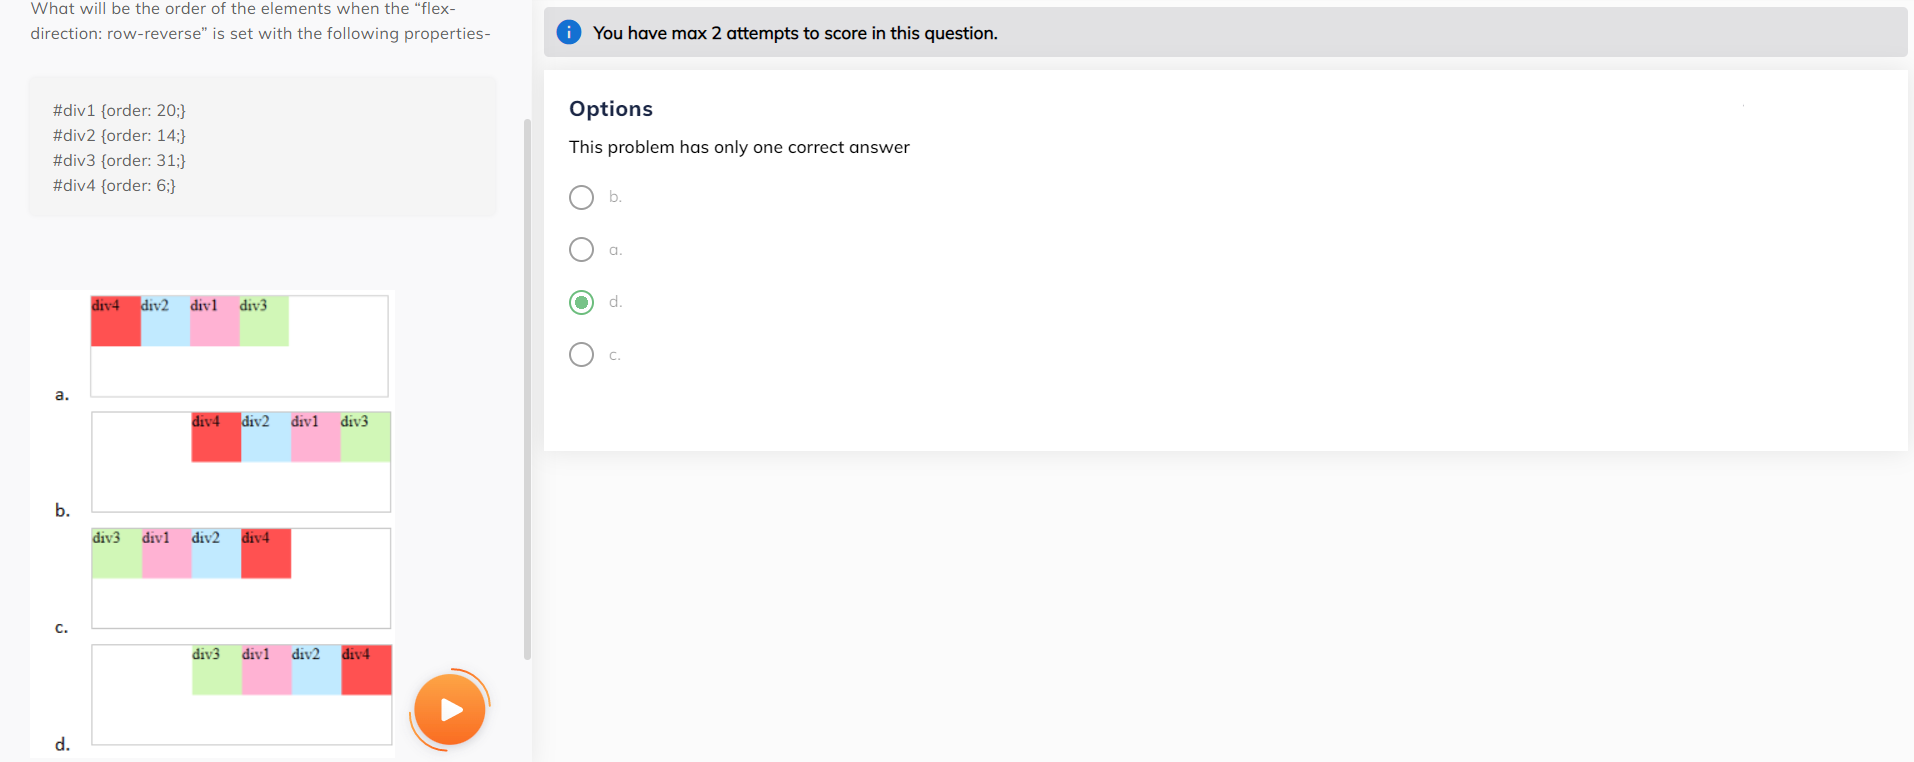 What will be the order of the elements when the “flex-
direction: row-reverse” is set with the following properties-
#div1 {order: 20;}
#div2 {order: 14;}
#div3 {order: 31;}
#div4 {order: 6;}
div4 div2 div1 div3
a.
div4 div2 div1 div3
b.
div3 div1 div2 div4
c.
div3 div1 div2 div4
d.
You have max 2 attempts to score in this question.
Options
This problem has only one correct answer
b.
a.
d.
c.